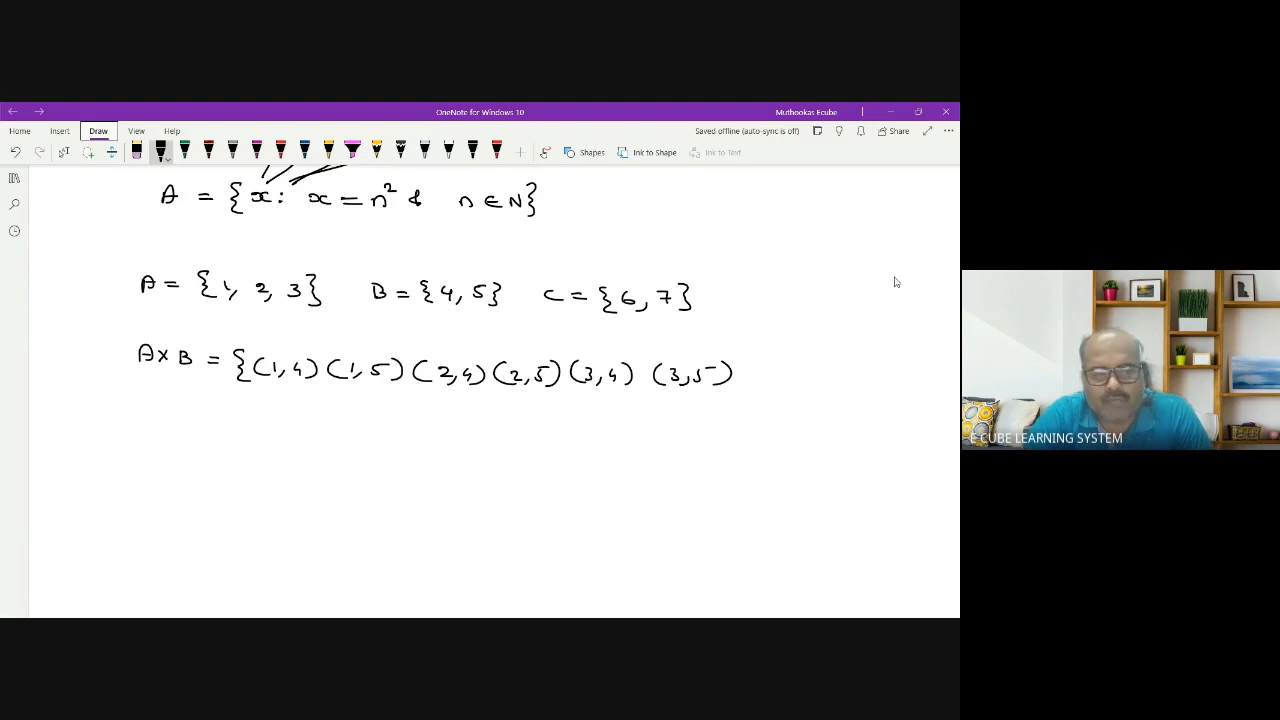 OneNote for Windows 10
Muthookas Ecube
Home Insert Draw View Help
Saved offline (auto-sync is off)
Share
Shapes
Ink to Shape
Ink to Text
A = {x: x = n² & n ∈ N}
A = {1, 2, 3} B = {4, 5} C = {6, 7}
A × B = {(1, 4) (1, 5) (2, 4) (2, 5) (3, 4) (3, 5)
E CUBE LEARNING SYSTEM